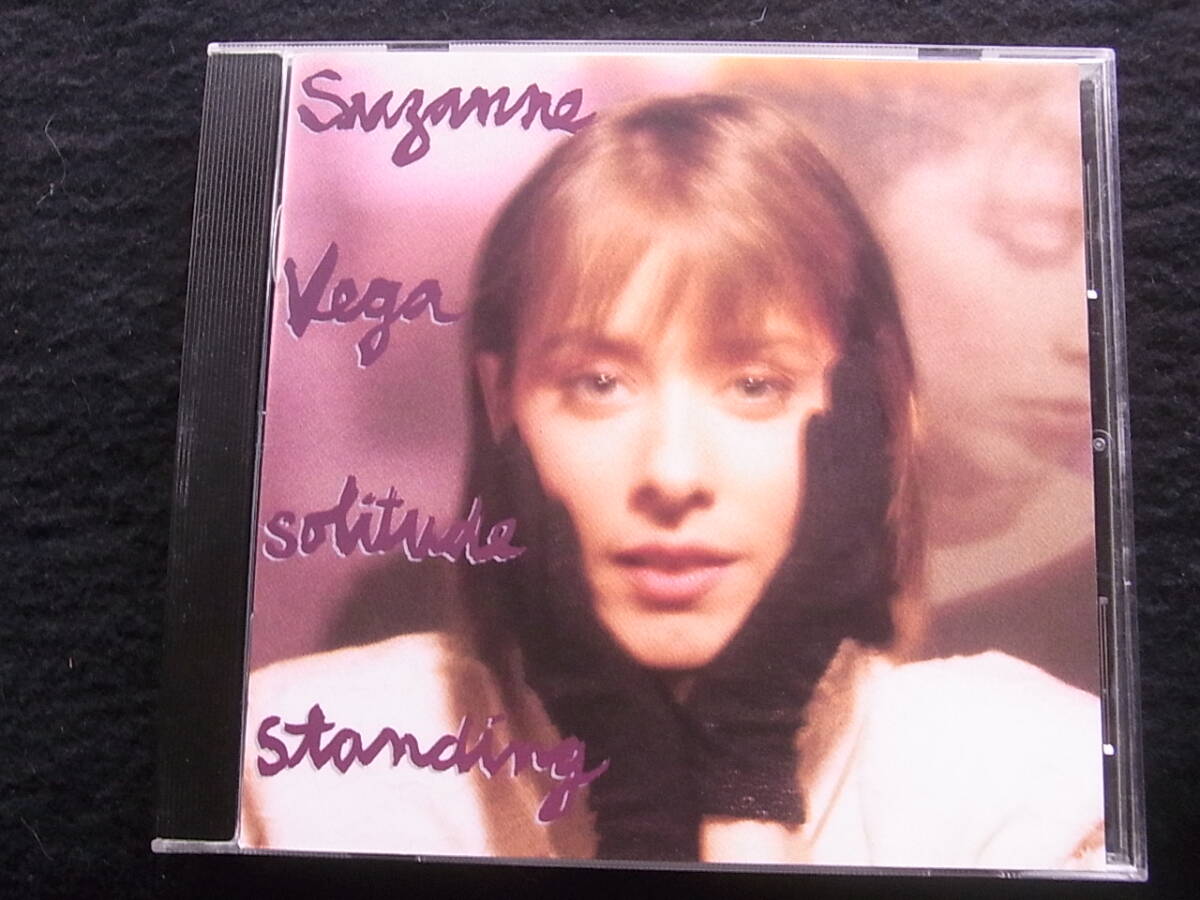 Suzanne
Vega
solitude
standing